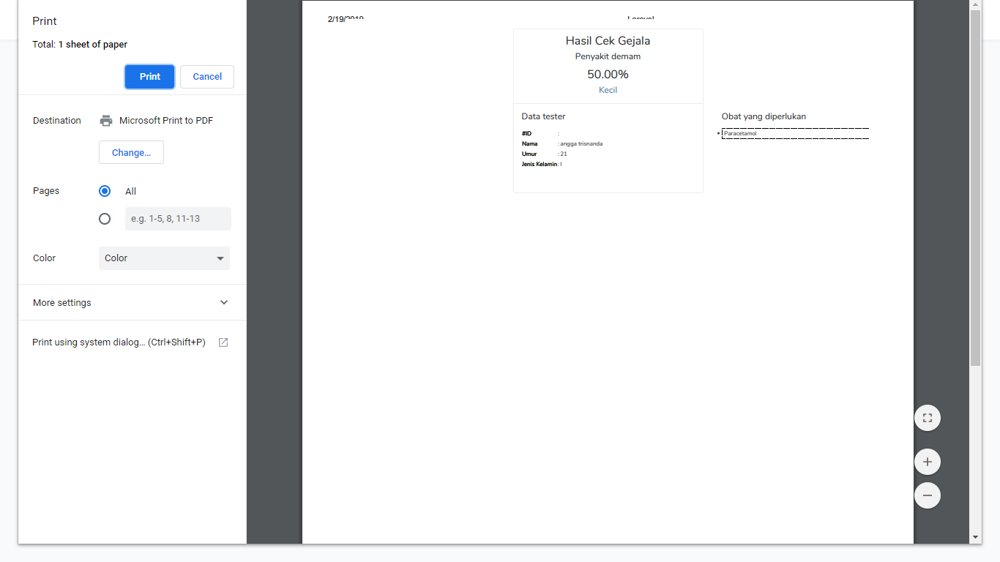 Print
Total: 1 sheet of paper
Print
Cancel
Destination
Microsoft Print to PDF
Change...
Pages
All
e.g. 1-5, 8, 11-13
Color
Color
More settings
Print using system dialog... (Ctrl+Shift+P)
2/19/2019
Laravel
Hasil Cek Gejala
Penyakit demam
50.00%
Kecil
Data tester
#ID :
Nama : angga trisnanda
Umur : 21
Jenis Kelamin : l
Obat yang diperlukan
• Paracetamol